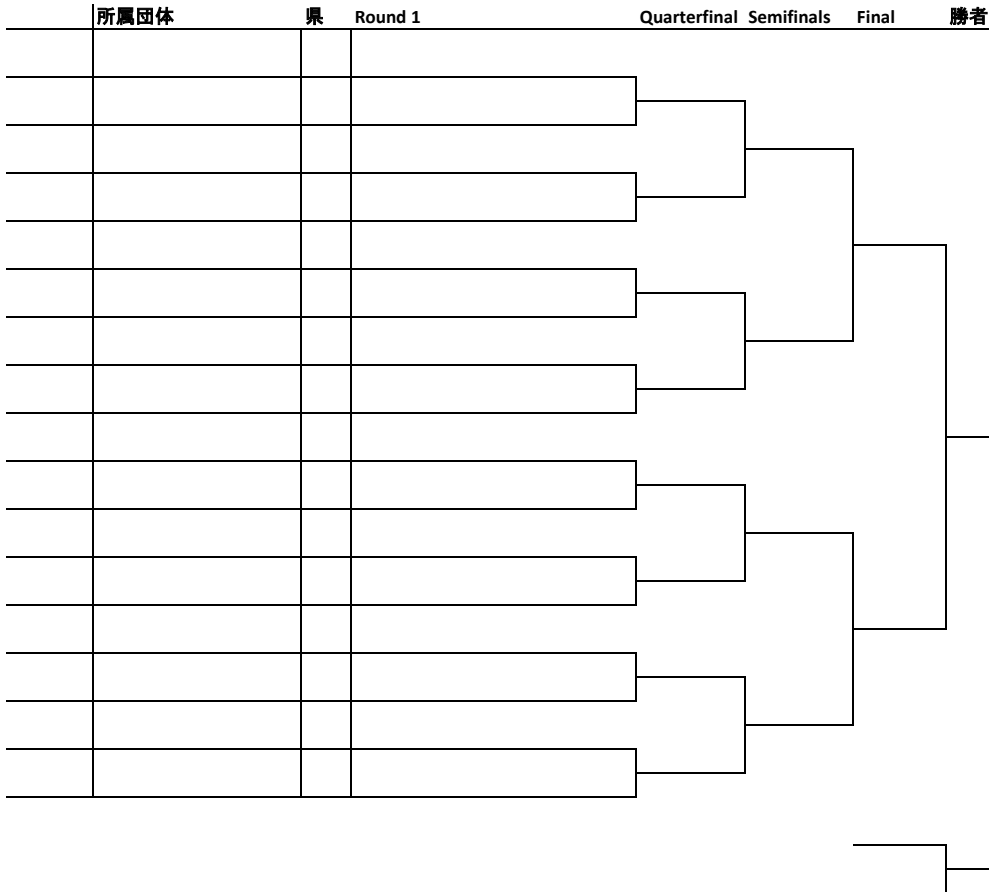 所属団体 県 Round 1 Quarterfinal Semifinals Final 勝者